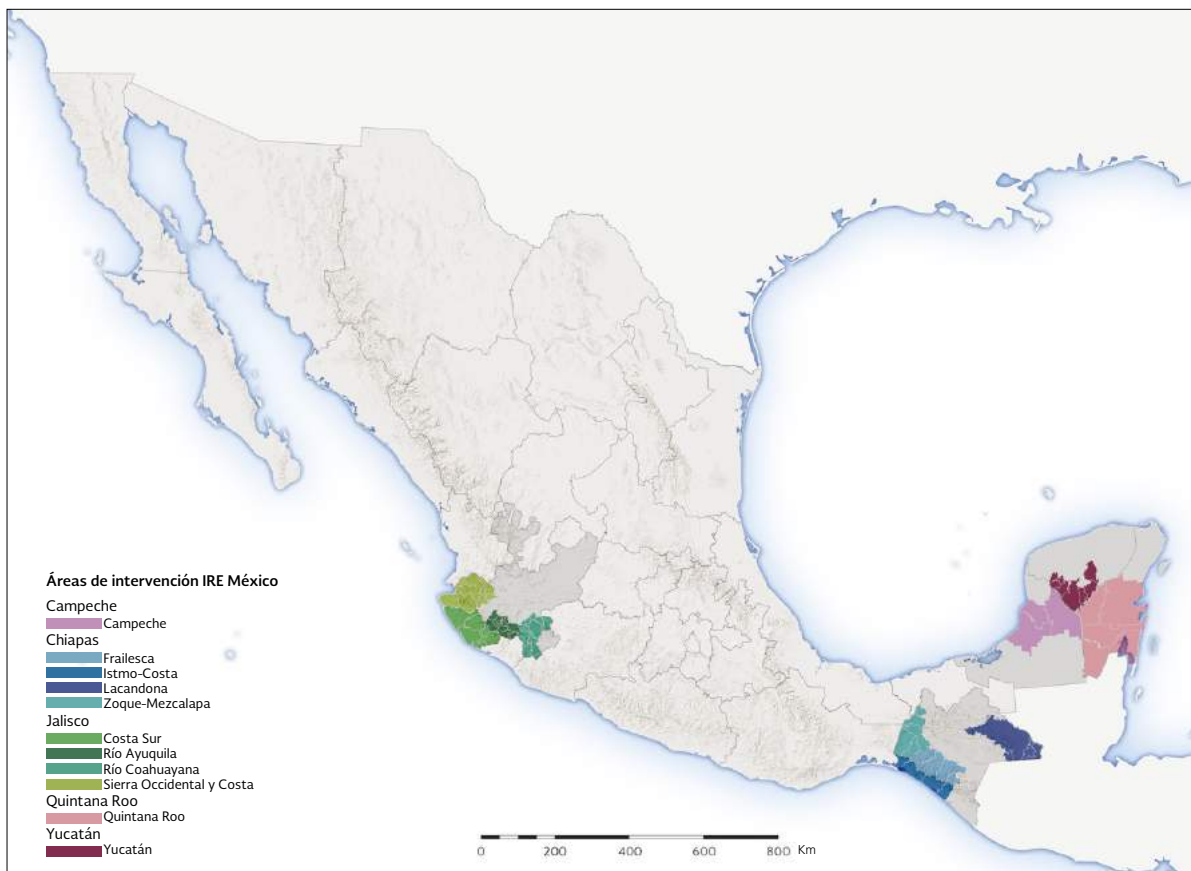 Áreas de intervención IRE México
Campeche
Campeche
Chiapas
Frailesca
Istmo-Costa
Lacandona
Zoque-Mezcalapa
Jalisco
Costa Sur
Río Ayuquila
Río Coahuayana
Sierra Occidental y Costa
Quintana Roo
Quintana Roo
Yucatán
Yucatán
0 200 400 600 800 Km